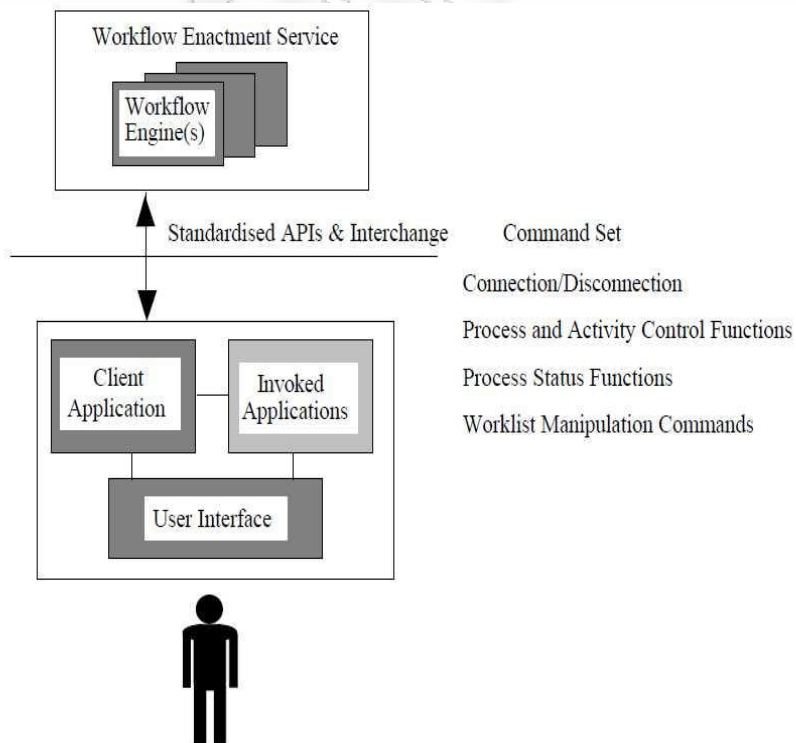 Workflow Enactment Service
Workflow
Engine(s)
Standardised APIs & Interchange
Command Set
Connection/Disconnection
Process and Activity Control Functions
Process Status Functions
Worklist Manipulation Commands
Client
Application
Invoked
Applications
User Interface